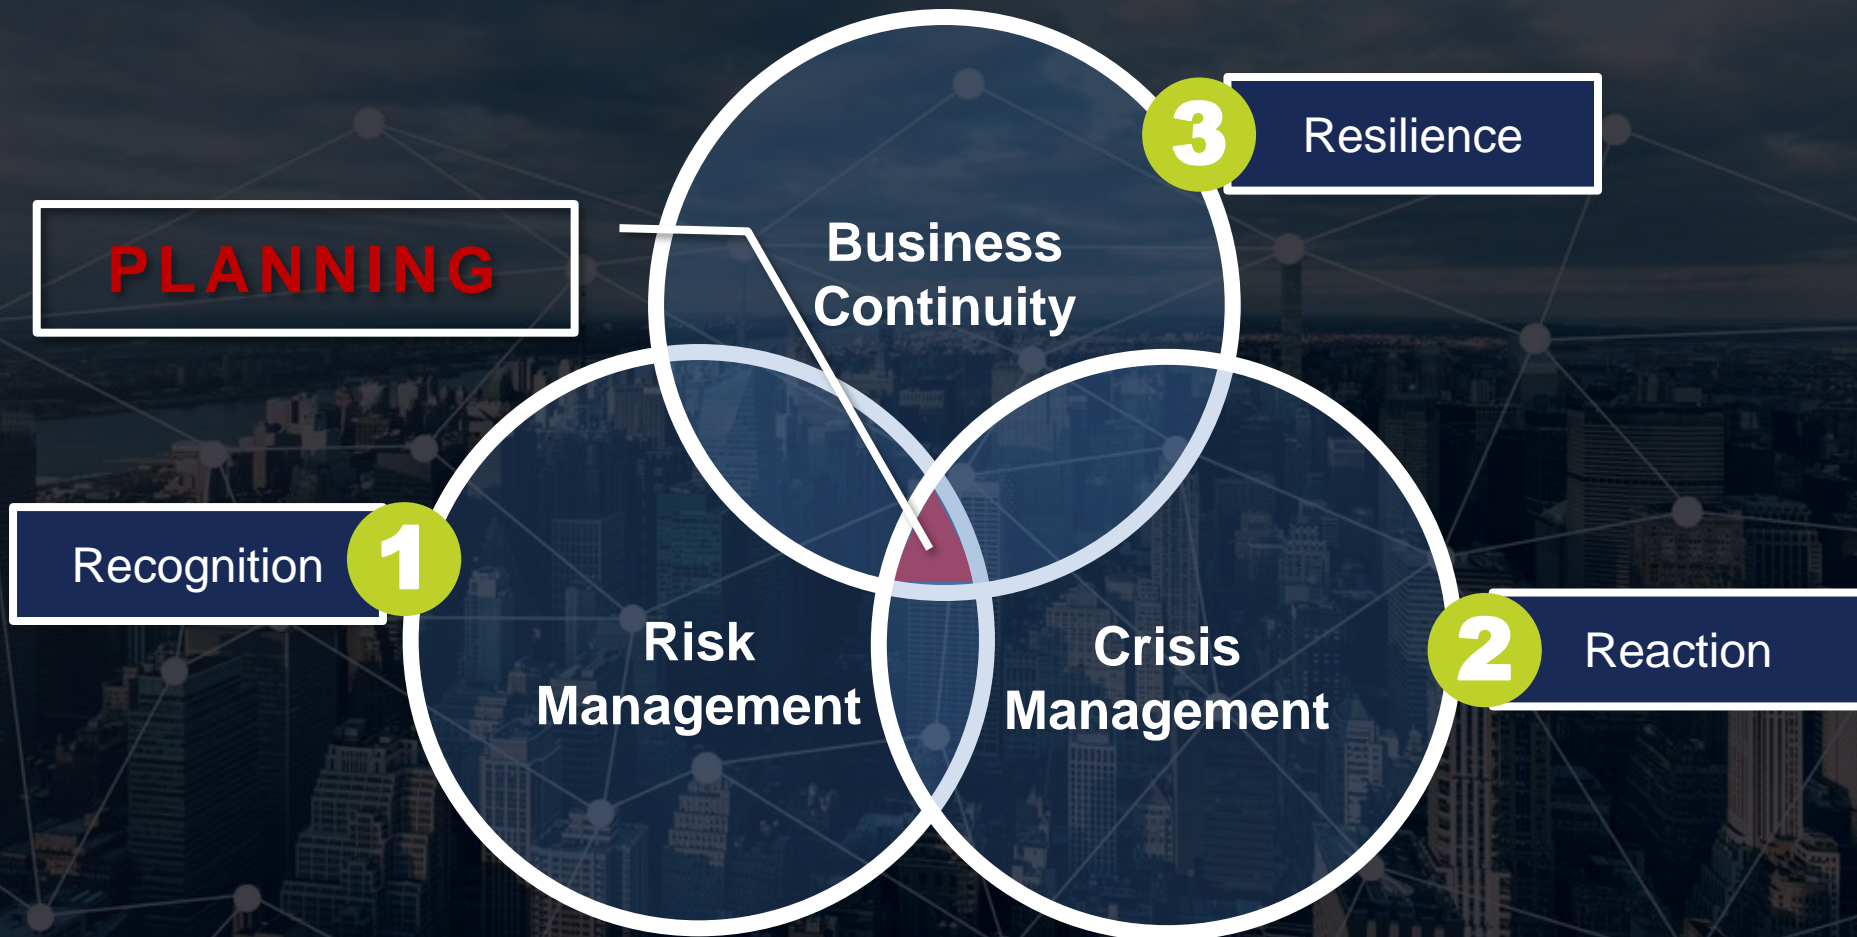 3
Resilience
PLANNING
Business
Continuity
Recognition
1
Risk
Management
Crisis
Management
2
Reaction